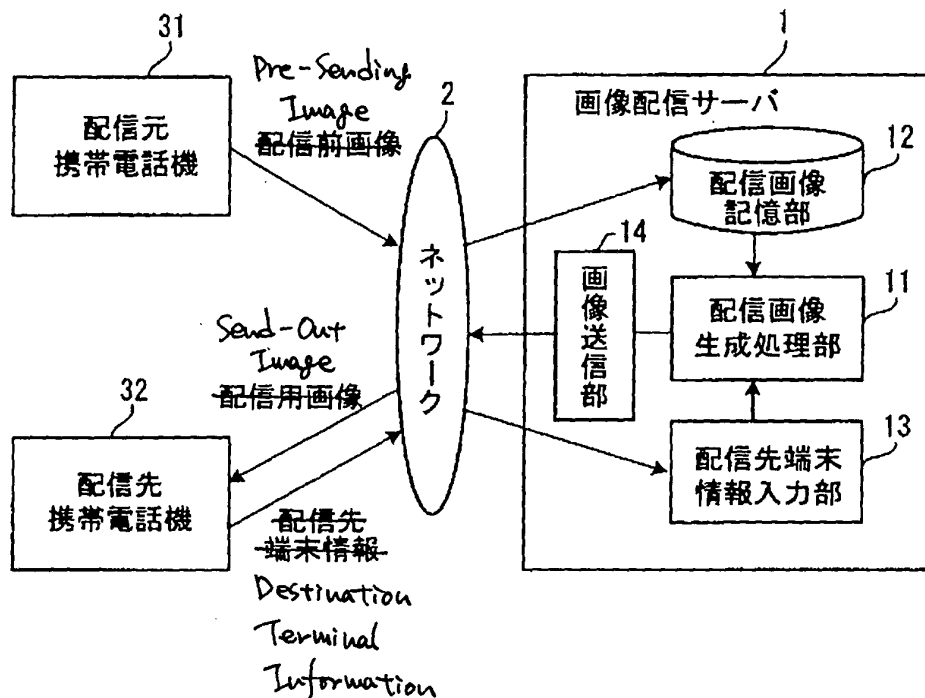 31
配信元
携帯電話機
Pre-Sending
Image
配信前画像
2
ネットワーク
1
画像配信サーバ
12
配信画像
記憶部
14
画像送信部
11
配信画像
生成処理部
Send-Out
Image
配信用画像
32
配信先
携帯電話機
13
配信先端末
情報入力部
配信先
端末情報
Destination
Terminal
Information